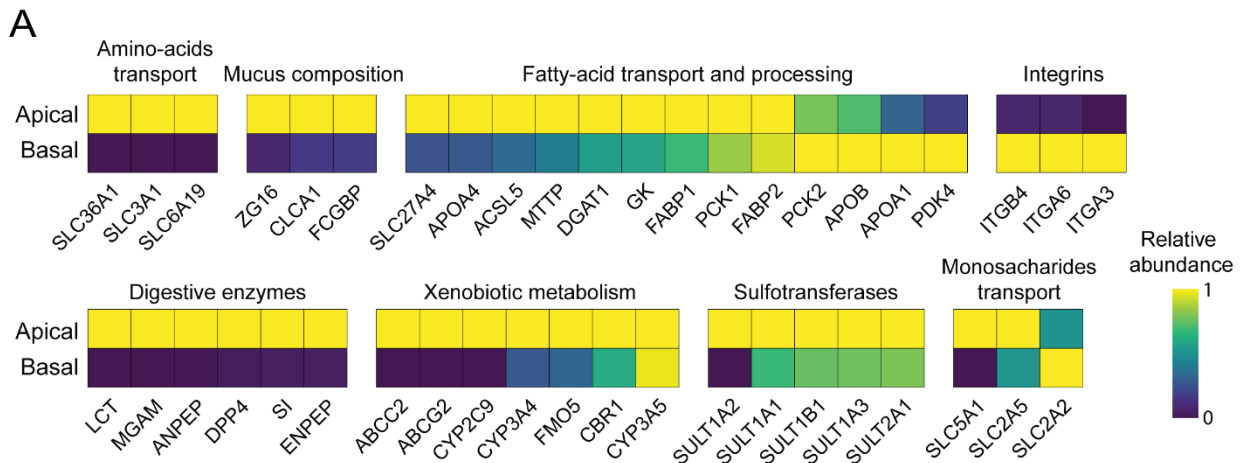 A
Amino-acids
transport
Mucus composition
Fatty-acid transport and processing
Integrins
Apical
Basal
SLC36A1 SLC3A1 SLC6A19 ZG16 CLCA1 FCGBP SLC27A4 APOA4 ACSL5 MTTP DGAT1 GK FABP1 PCK1 FABP2 PCK2 APOB APOA1 PDK4 ITGB4 ITGA6 ITGA3
Relative
abundance
1
0
Digestive enzymes
Xenobiotic metabolism
Sulfotransferases
Monosacharides
transport
Apical
Basal
LCT MGAM ANPEP DPP4 SI ENPEP ABCC2 ABCG2 CYP2C9 CYP3A4 FMO5 CBR1 CYP3A5 SULT1A2 SULT1A1 SULT1B1 SULT1A3 SULT2A1 SLC5A1 SLC2A5 SLC2A2